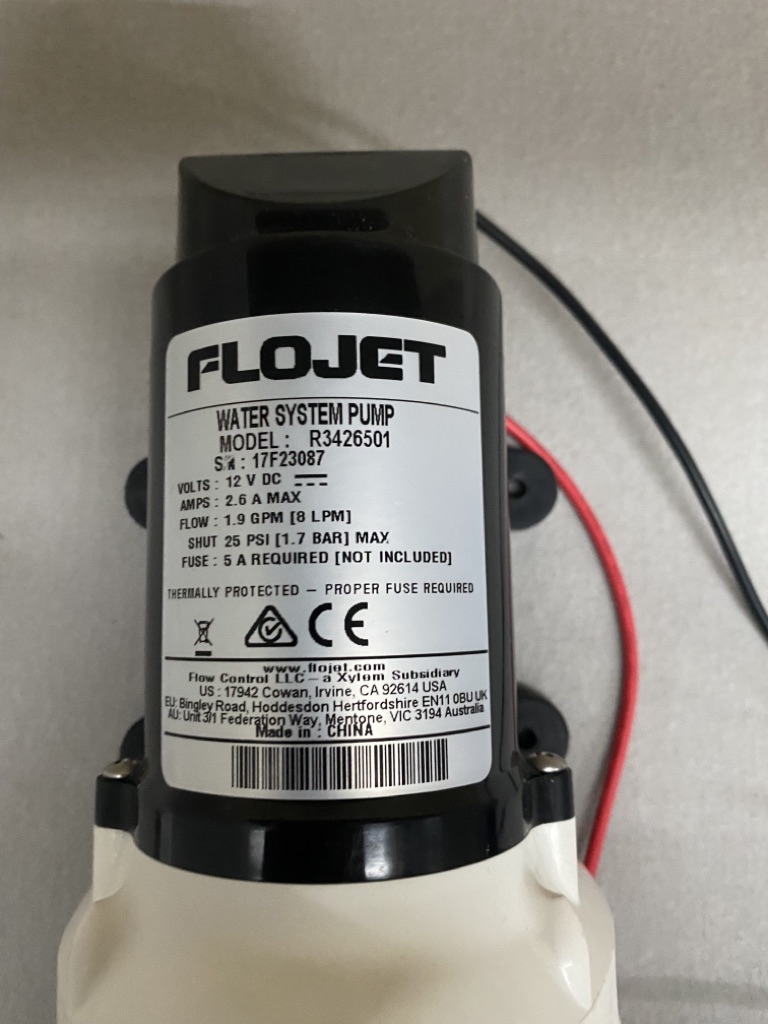 FLOJET
WATER SYSTEM PUMP
MODEL : R3426501
: 17F23087
VOLTS : 12 V DC
AMPS : 2.6 A MAX
FLOW : 1.9 GPM [8 LPM]
SHUT 25 PSI [1.7 BAR] MAX
FUSE : 5 A REQUIRED [NOT INCLUDED]
THERMALLY PROTECTED – PROPER FUSE REQUIRED
CE
www.flojet.com
Flow Control LLC – a Xylem Subsidiary
US : 17942 Cowan, Irvine, CA 92614 USA
EU: Bingley Road, Hoddesdon Hertfordshire EN11 0BU UK
AU: Unit 3/1 Federation Way, Mentone, VIC 3194 Australia
Made in : CHINA